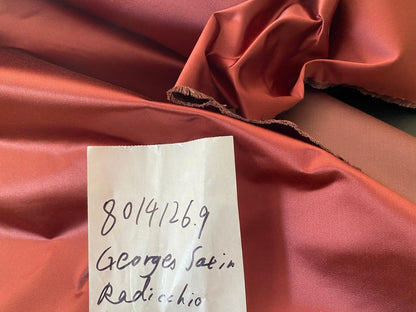 8014126.9
Georges Satin
Radicchio